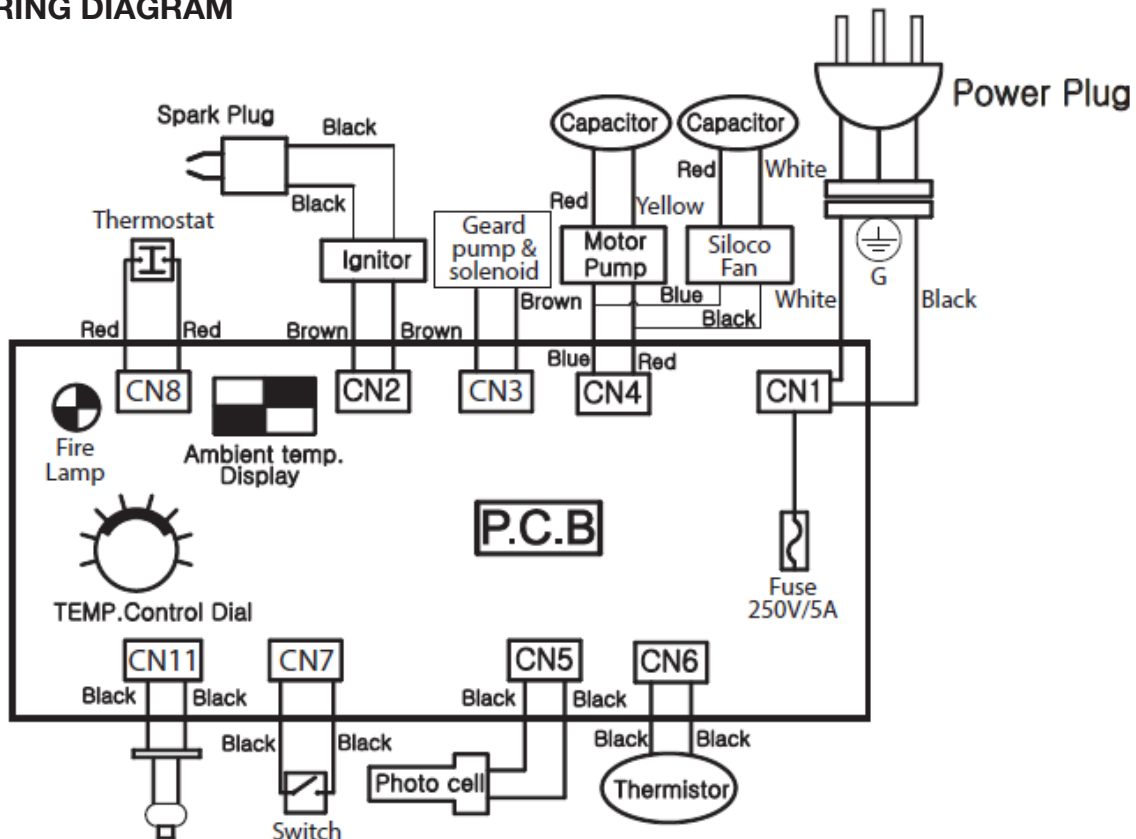 RING DIAGRAM
Power Plug
Spark Plug
Black
Capacitor
Capacitor
Red
White
Black
Red
Yellow
Thermostat
Geard
pump &
solenoid
Ignitor
Motor
Pump
Siloco
Fan
G
Brown
Blue
White
Black
Black
Red
Red
Brown
Brown
Blue
Red
CN8
CN2
CN3
CN4
CN1
Fire
Lamp
Ambient temp.
Display
P.C.B
Fuse
250V/5A
TEMP.Control Dial
CN11
CN7
CN5
CN6
Black
Black
Black
Black
Black
Black
Black
Black
Photo cell
Thermistor
Switch